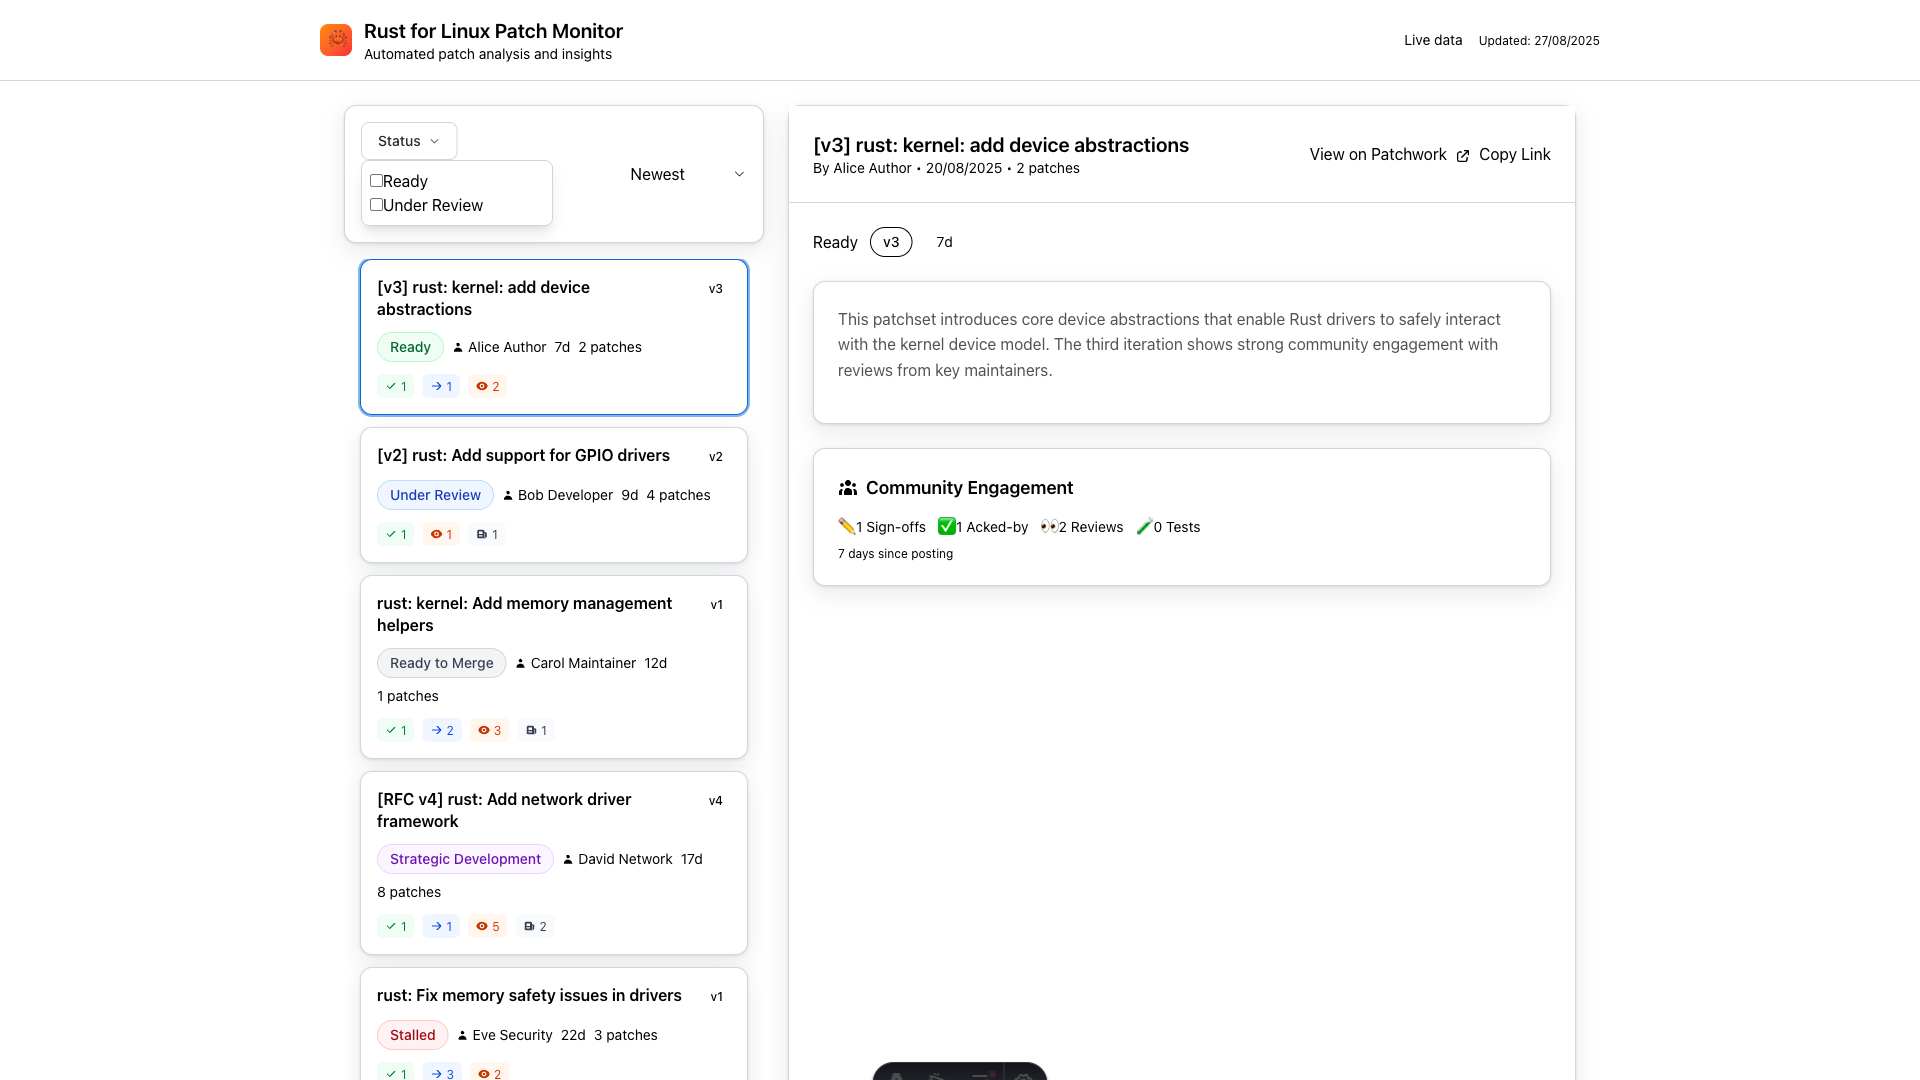 Rust for Linux Patch Monitor
Automated patch analysis and insights
Live data
Updated: 27/08/2025
Status
Ready
Under Review
Newest
[v3] rust: kernel: add device
abstractions
v3
Ready
Alice Author 7d 2 patches
1 1 2
[v2] rust: Add support for GPIO drivers
v2
Under Review
Bob Developer 9d 4 patches
1 1 1
rust: kernel: Add memory management
helpers
v1
Ready to Merge
Carol Maintainer 12d
1 patches
1 2 3 1
[RFC v4] rust: Add network driver
framework
v4
Strategic Development
David Network 17d
8 patches
1 1 5 2
rust: Fix memory safety issues in drivers
v1
Stalled
Eve Security 22d 3 patches
1 3 2
[v3] rust: kernel: add device abstractions
By Alice Author • 20/08/2025 • 2 patches
View on Patchwork
Copy Link
Ready v3 7d
This patchset introduces core device abstractions that enable Rust drivers to safely interact
with the kernel device model. The third iteration shows strong community engagement with
reviews from key maintainers.
Community Engagement
1 Sign-offs 1 Acked-by 2 Reviews 0 Tests
7 days since posting